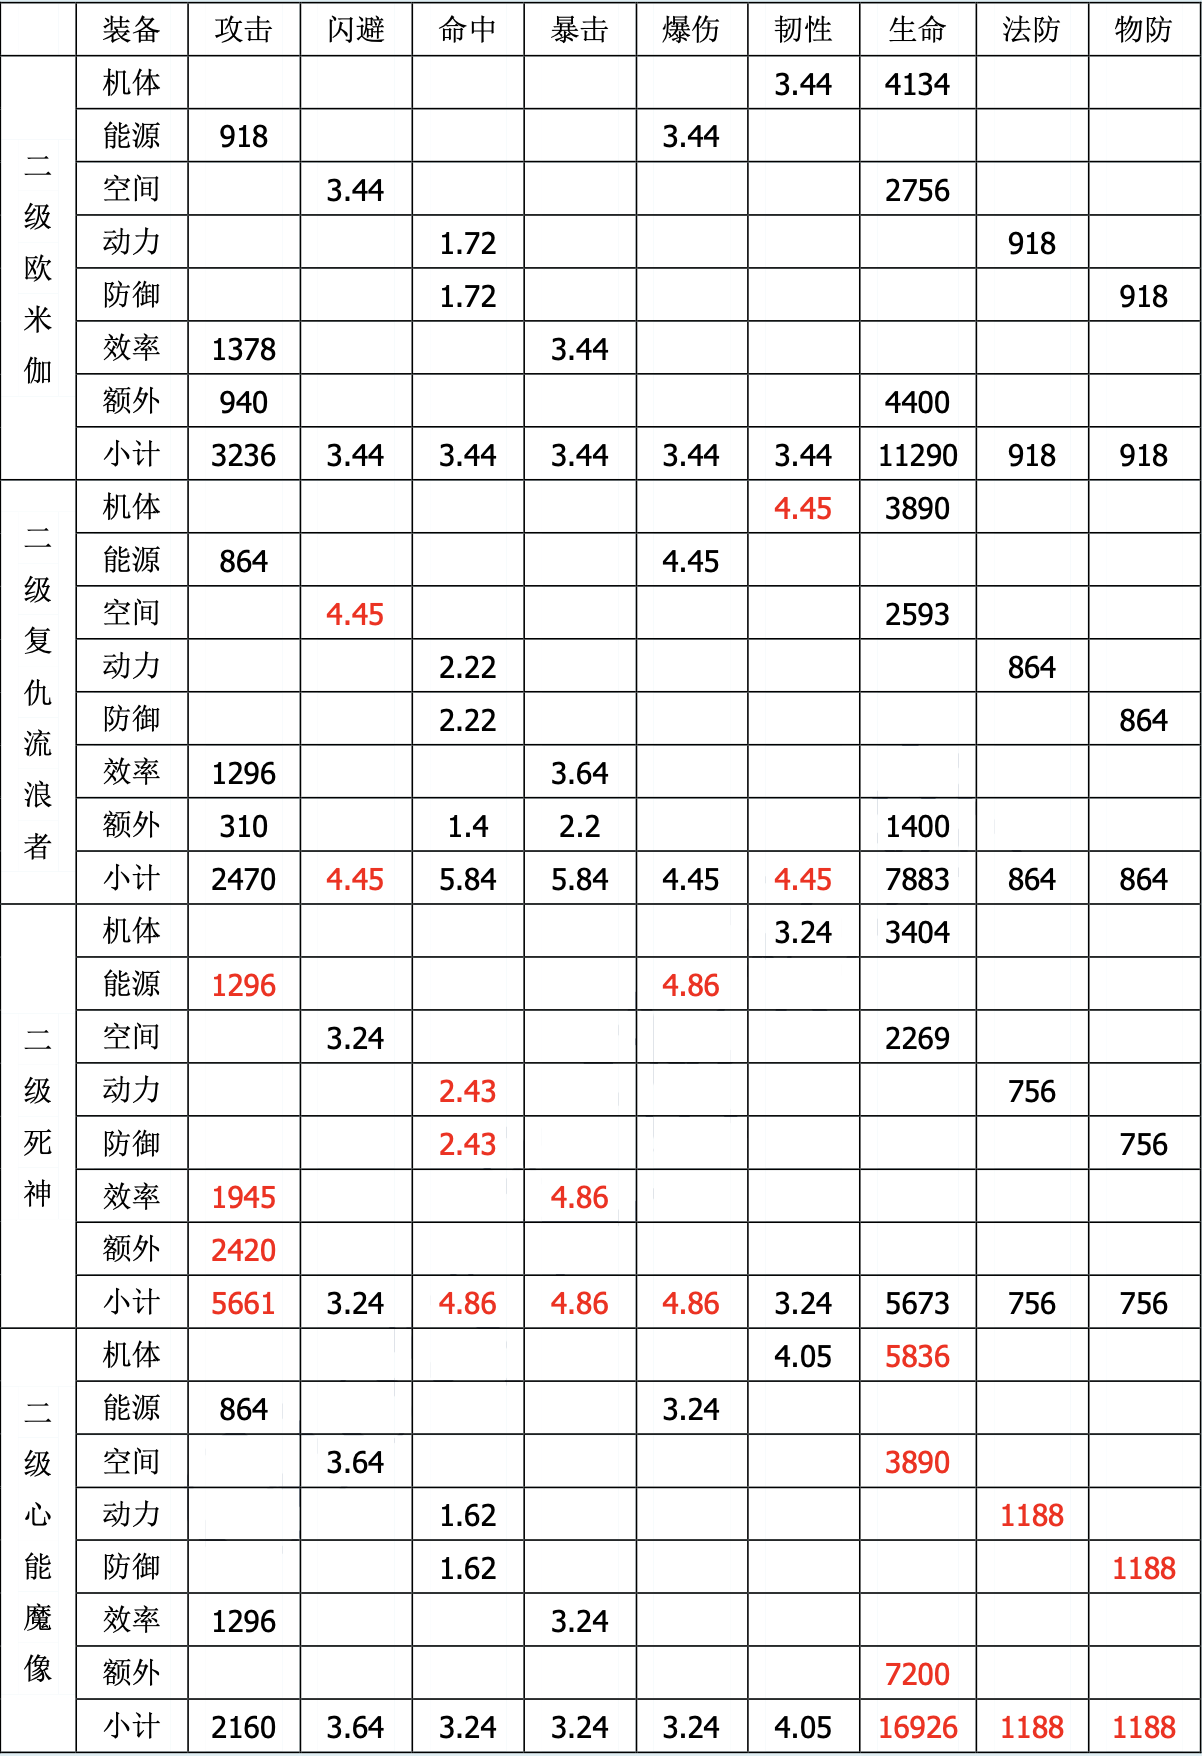 装备 攻击 闪避 命中 暴击 爆伤 韧性 生命 法防 物防
二级欧米伽
机体 3.44 4134
能源 918 3.44
空间 3.44 2756
动力 1.72 918
防御 1.72 918
效率 1378 3.44
额外 940 4400
小计 3236 3.44 3.44 3.44 3.44 3.44 11290 918 918
二级复仇流浪者
机体 4.45 3890
能源 864 4.45
空间 4.45 2593
动力 2.22 864
防御 2.22 864
效率 1296 3.64
额外 310 1.4 2.2 1400
小计 2470 4.45 5.84 5.84 4.45 4.45 7883 864 864
二级死神
机体 3.24 3404
能源 1296 4.86
空间 3.24 2269
动力 2.43 756
防御 2.43 756
效率 1945 4.86
额外 2420
小计 5661 3.24 4.86 4.86 4.86 3.24 5673 756 756
二级心能魔像
机体 4.05 5836
能源 864 3.24
空间 3.64 3890
动力 1.62 1188
防御 1.62 1188
效率 1296 3.24
额外 7200
小计 2160 3.64 3.24 3.24 3.24 4.05 16926 1188 1188